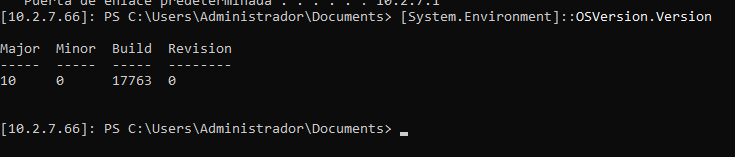 Puerta de enlace predeterminada . . . . . . 10.2.7.1
[10.2.7.66]: PS C:\Users\Administrador\Documents> [System.Environment]::OSVersion.Version
Major  Minor  Build  Revision
-----  -----  -----  --------
10     0      17763  0
[10.2.7.66]: PS C:\Users\Administrador\Documents>